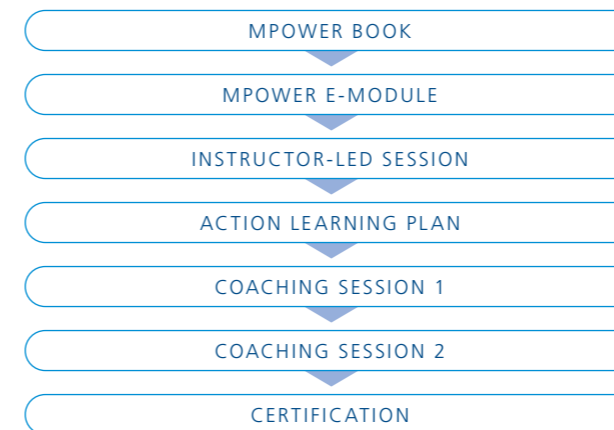 MPOWER BOOK
MPOWER E-MODULE
INSTRUCTOR-LED SESSION
ACTION LEARNING PLAN
COACHING SESSION 1
COACHING SESSION 2
CERTIFICATION